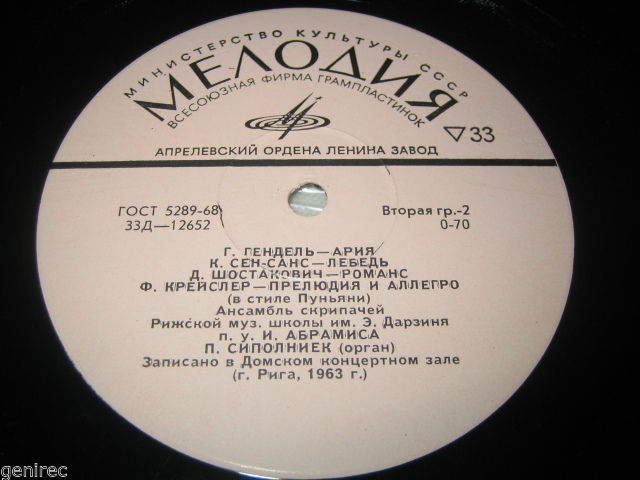 МИНИСТЕРСТВО КУЛЬТУРЫ СССР
МЕЛОДИЯ
ВСЕСОЮЗНАЯ ФИРМА ГРАМПЛАСТИНОК
33
АПРЕЛЕВСКИЙ ОРДЕНА ЛЕНИНА ЗАВОД
ГОСТ 5289-68 Вторая гр.-2
33Д—12652 0-70
Г. ГЕНДЕЛЬ—АРИЯ
К. СЕН-САНС—ЛЕБЕДЬ
Д. ШОСТАКОВИЧ—РОМАНС
Ф. КРЕЙСЛЕР—ПРЕЛЮДИЯ И АЛЛЕГРО
(в стиле Пуньяни)
Ансамбль скрипачей
Рижской муз. школы им. Э. Дарзиня
п. у. И. АБРАМИСА
П. СИПОЛНИЕК (орган)
Записано в Домском концертном зале
(г. Рига, 1963 г.)
genirec